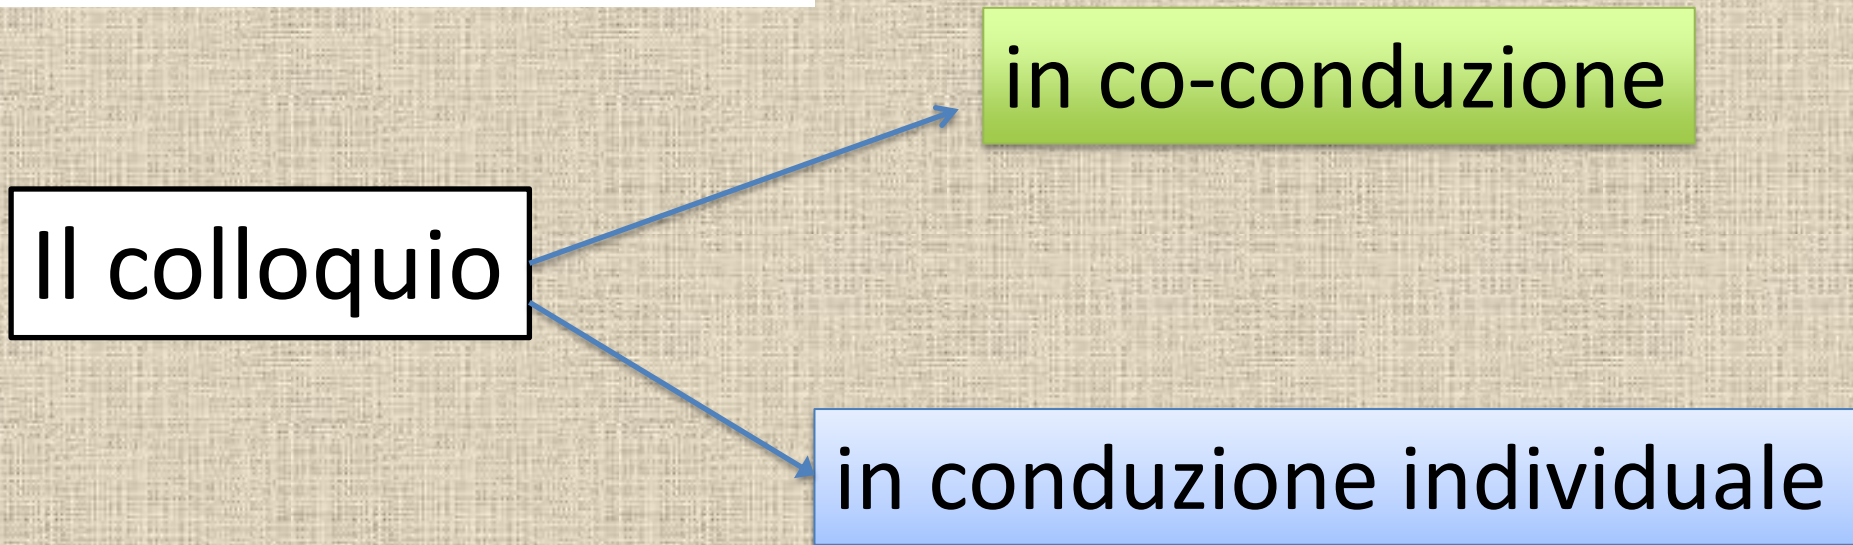 in co-conduzione
Il colloquio
in conduzione individuale